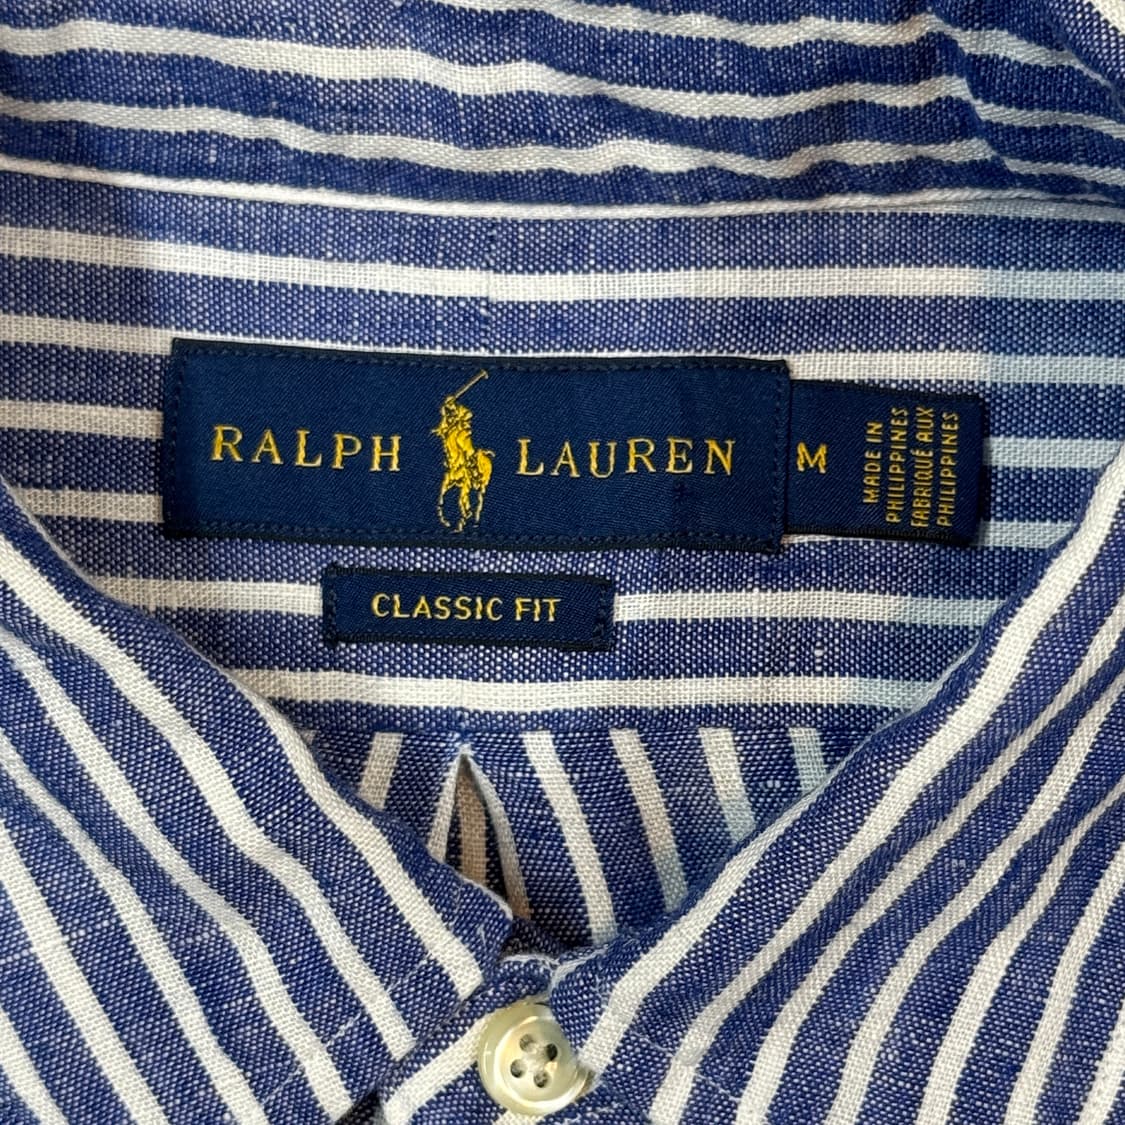 RALPH LAUREN
M
MADE IN
PHILIPPINES
FABRIQUÉ AUX
PHILIPPINES
CLASSIC FIT